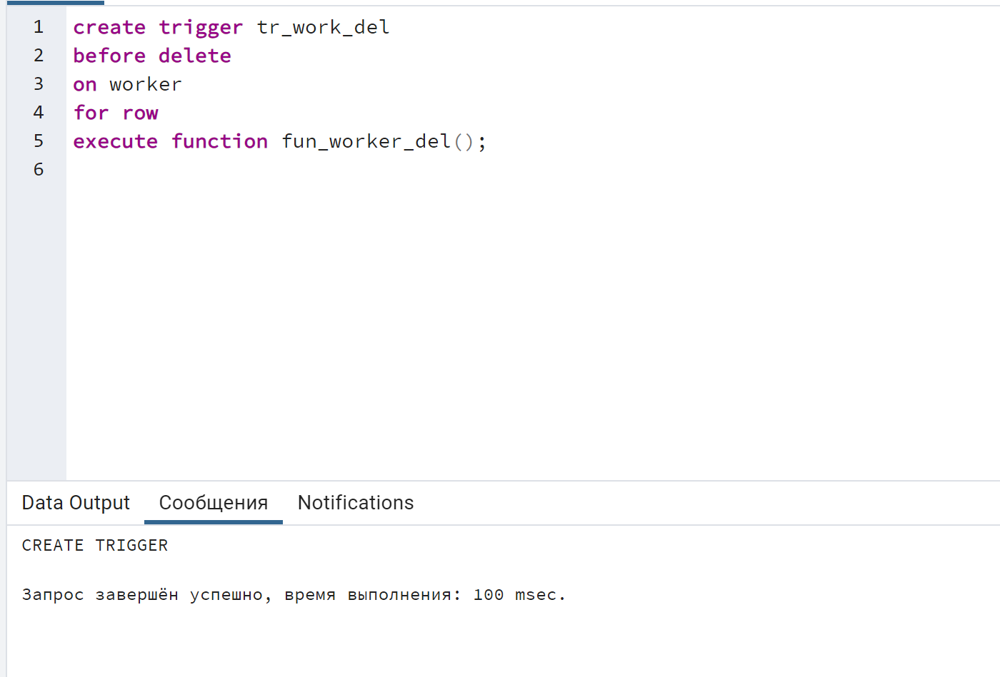 1 create trigger tr_work_del
2 before delete
3 on worker
4 for row
5 execute function fun_worker_del();
6
Data Output Сообщения Notifications
CREATE TRIGGER
Запрос завершён успешно, время выполнения: 100 msec.